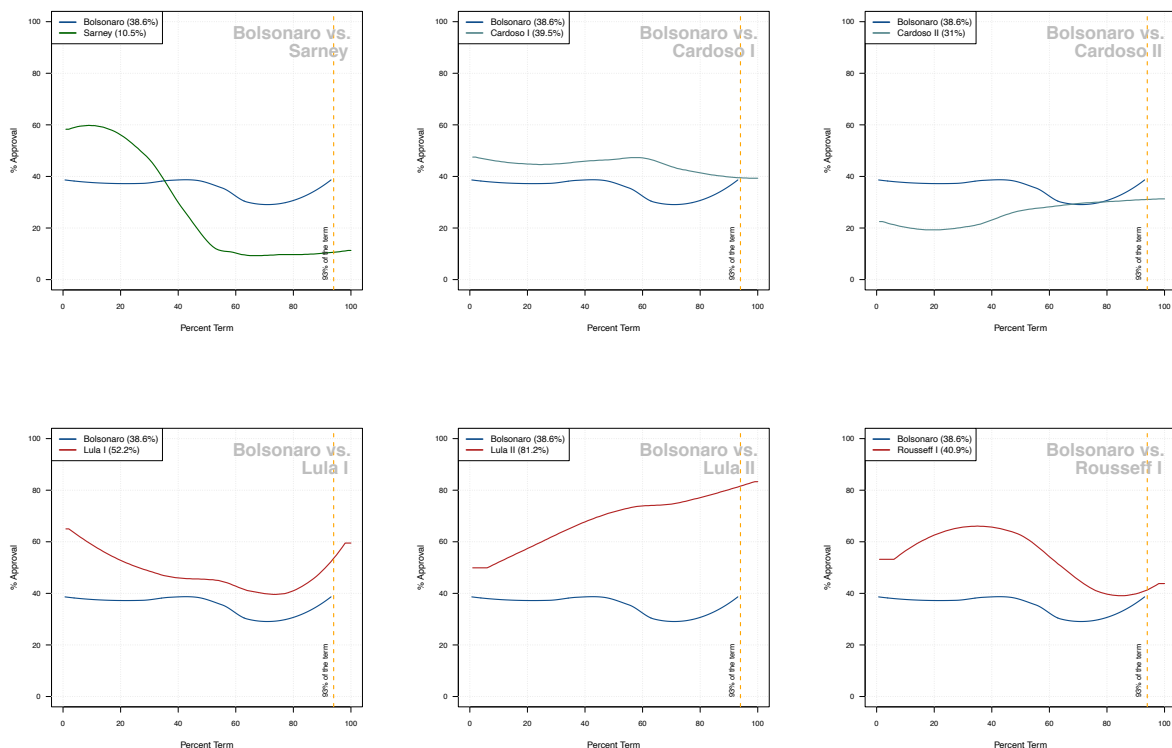 Bolsonaro (38.6%)
Sarney (10.5%)
Bolsonaro vs.
Sarney
% Approval
100
80
60
40
20
0
93% of the term
0 20 40 60 80 100
Percent Term
Bolsonaro (38.6%)
Cardoso I (39.5%)
Bolsonaro vs.
Cardoso I
% Approval
100
80
60
40
20
0
93% of the term
0 20 40 60 80 100
Percent Term
Bolsonaro (38.6%)
Cardoso II (31%)
Bolsonaro vs.
Cardoso II
% Approval
100
80
60
40
20
0
93% of the term
0 20 40 60 80 100
Percent Term
Bolsonaro (38.6%)
Lula I (52.2%)
Bolsonaro vs.
Lula I
% Approval
100
80
60
40
20
0
93% of the term
0 20 40 60 80 100
Percent Term
Bolsonaro (38.6%)
Lula II (81.2%)
Bolsonaro vs.
Lula II
% Approval
100
80
60
40
20
0
93% of the term
0 20 40 60 80 100
Percent Term
Bolsonaro (38.6%)
Rousseff I (40.9%)
Bolsonaro vs.
Rousseff I
% Approval
100
80
60
40
20
0
93% of the term
0 20 40 60 80 100
Percent Term